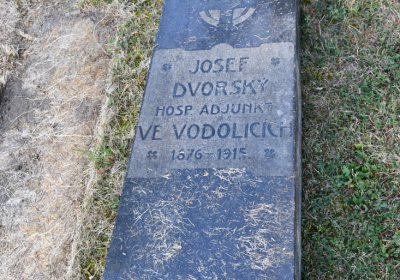 JOSEF
DVORSKÝ
HOSP. ADJUNKT
VE VODOLICÍCH
1876-1915